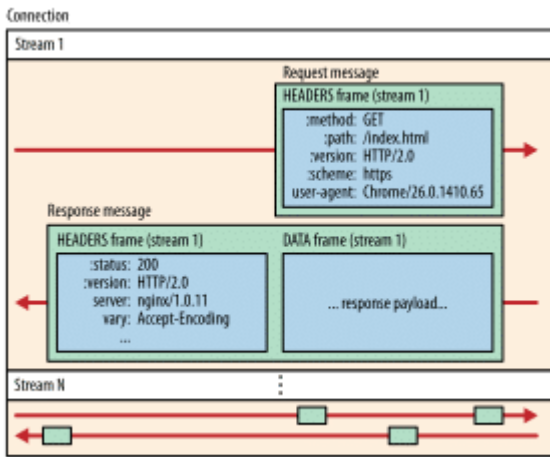 Connection
Stream 1
Request message
HEADERS frame (stream 1)
:method: GET
:path: /index.html
:version: HTTP/2.0
:scheme: https
user-agent: Chrome/26.0.1410.65
Response message
HEADERS frame (stream 1)
:status: 200
:version: HTTP/2.0
server: nginx/1.0.11
vary: Accept-Encoding
...
DATA frame (stream 1)
... response payload...
Stream N